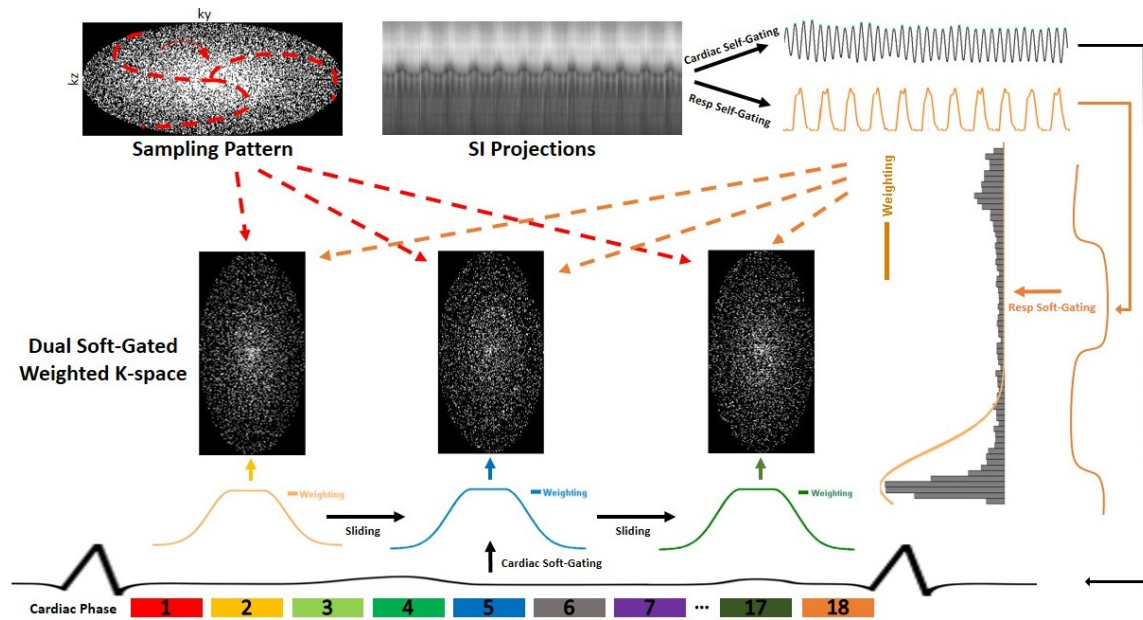 ky
kz
Sampling Pattern
SI Projections
Cardiac Self-Gating
Resp Self-Gating
Weighting
Resp Soft-Gating
Dual Soft-Gated
Weighted K-space
Weighting
Weighting
Weighting
Sliding
Sliding
Cardiac Soft-Gating
Cardiac Phase 1 2 3 4 5 6 7 ... 17 18